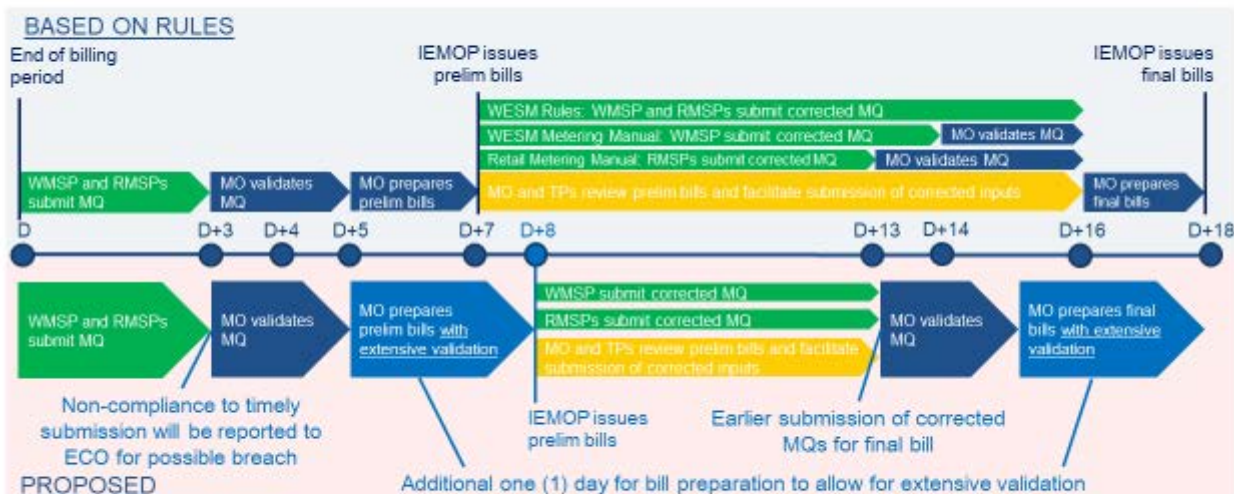 BASED ON RULES
End of billing
period
IEMOP issues
prelim bills
IEMOP issues
final bills
WESM Rules: WMSP and RMSPs submit corrected MQ
WESM Metering Manual: WMSP submit corrected MQ
MO validates MQ
Retail Metering Manual: RMSPs submit corrected MQ
MO validates MQ
WMSP and RMSPs
submit MQ
MO validates
MQ
MO prepares
prelim bills
MO and TPs review prelim bills and facilitate submission of corrected inputs
MO prepares
final bills
D
D+3
D+4
D+5
D+7
D+8
D+13
D+14
D+16
D+18
WMSP and RMSPs
submit MQ
MO validates
MQ
MO prepares
prelim bills with
extensive validation
WMSP submit corrected MQ
RMSPs submit corrected MQ
MO and TPs review prelim bills and facilitate
submission of corrected inputs
MO validates
MQ
MO prepares final
bills with extensive
validation
Non-compliance to timely
submission will be reported to
ECO for possible breach
IEMOP issues
prelim bills
Earlier submission of corrected
MQs for final bill
PROPOSED
Additional one (1) day for bill preparation to allow for extensive validation